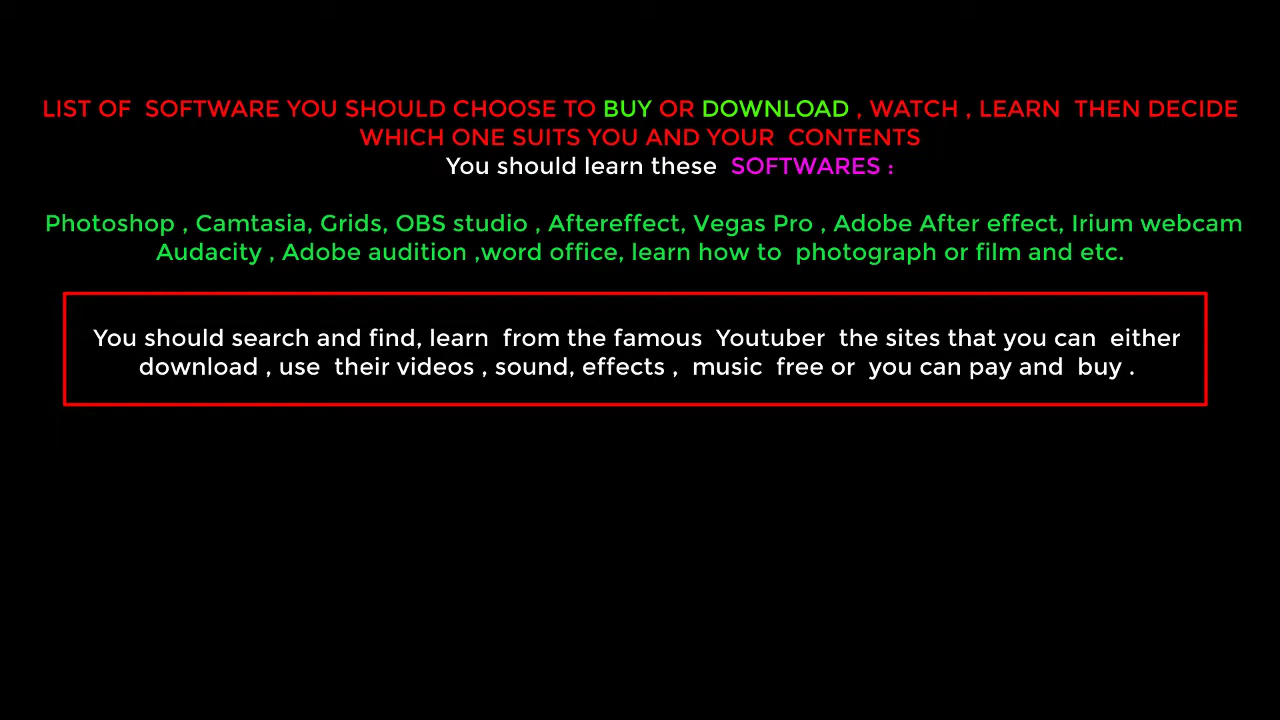 LIST OF SOFTWARE YOU SHOULD CHOOSE TO BUY OR DOWNLOAD , WATCH , LEARN THEN DECIDE
WHICH ONE SUITS YOU AND YOUR CONTENTS
You should learn these SOFTWARES :
Photoshop , Camtasia, Grids, OBS studio , Aftereffect, Vegas Pro , Adobe After effect, Irium webcam
Audacity , Adobe audition ,word office, learn how to photograph or film and etc.
You should search and find, learn from the famous Youtuber the sites that you can either
download , use their videos , sound, effects , music free or you can pay and buy .